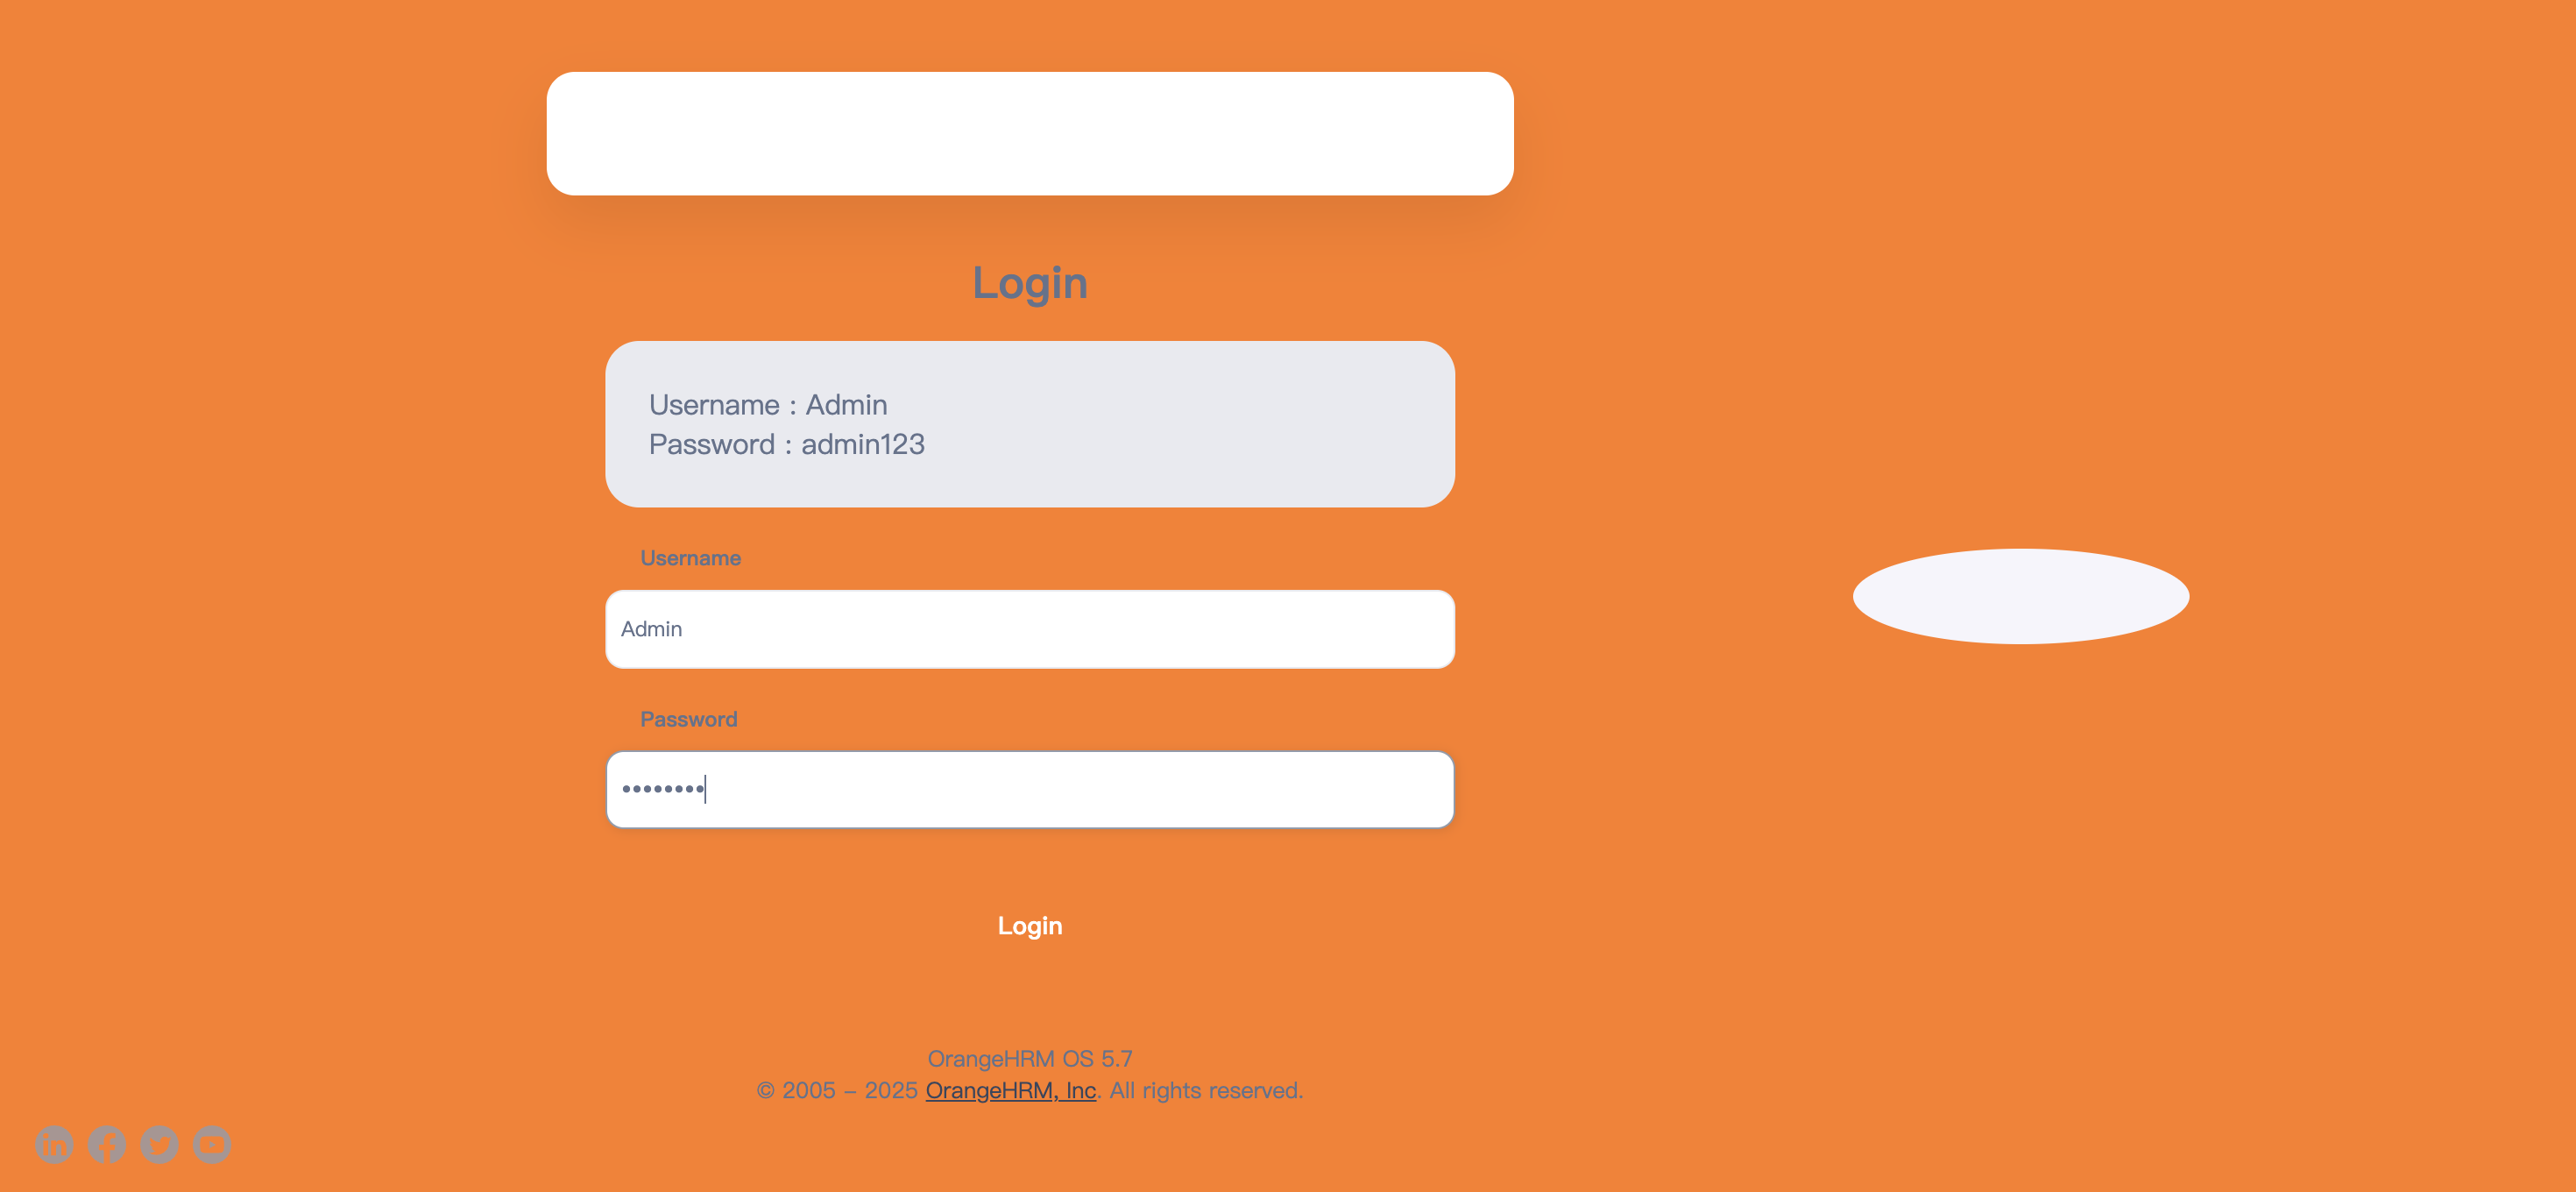 Login
Username : Admin
Password : admin123
Username
Admin
Password
••••••••
Login
OrangeHRM OS 5.7
© 2005 – 2025 OrangeHRM, Inc. All rights reserved.